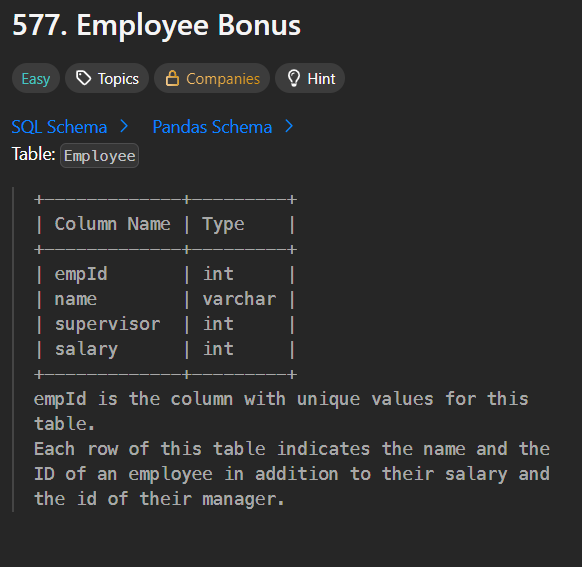 577. Employee Bonus
Easy Topics Companies Hint
SQL Schema > Pandas Schema >
Table: Employee
+-------------+---------+
| Column Name | Type    |
+-------------+---------+
| empId       | int     |
| name        | varchar |
| supervisor  | int     |
| salary      | int     |
+-------------+---------+
empId is the column with unique values for this
table.
Each row of this table indicates the name and the
ID of an employee in addition to their salary and
the id of their manager.